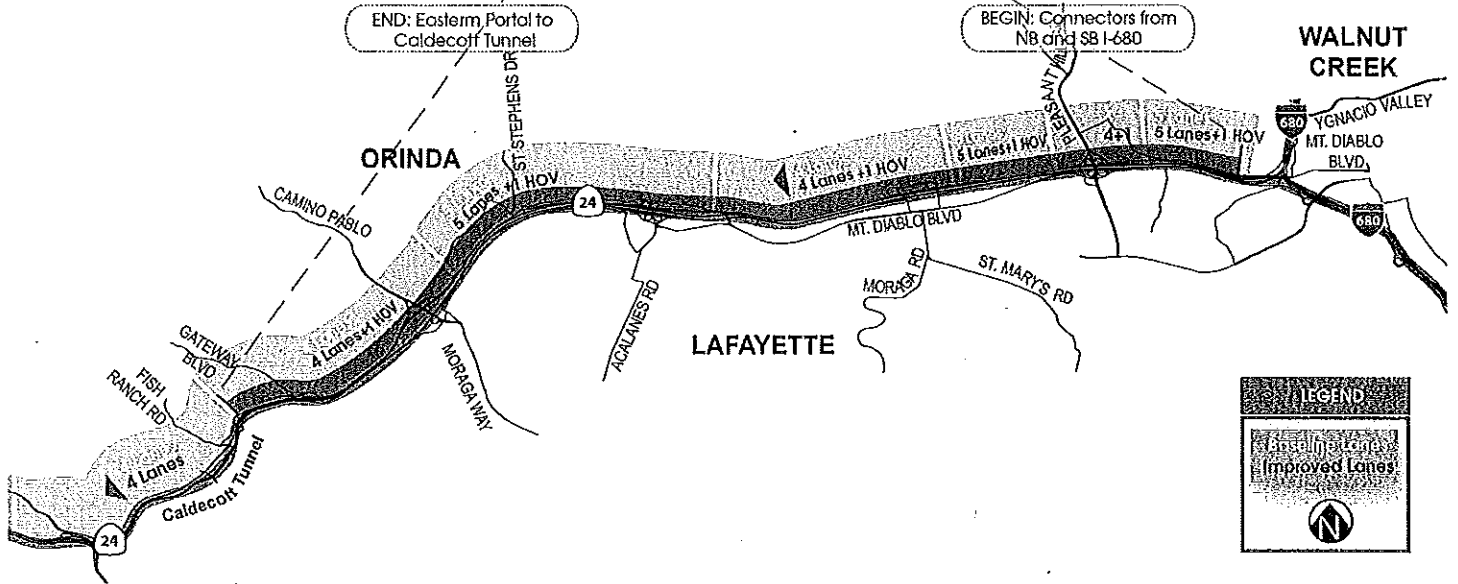 END: Eastern Portal to
Caldecott Tunnel
BEGIN: Connectors from
NB and SB I-680
WALNUT
CREEK
680
YGNACIO VALLEY
MT. DIABLO
BLVD
680
ST STEPHENS DR
ORINDA
CAMINO PABLO
5 Lanes +1 HOV
24
4 Lanes +1 HOV
5 Lanes+1 HOV
4+1
5 Lanes+1 HOV
MT. DIABLO BLVD
MORAGA RD
ST. MARY'S RD
ACALANES RD
LAFAYETTE
4 Lanes+1 HOV
MORAGA WAY
GATEWAY
BLVD
FISH
RANCH RD
4 Lanes
Caldecott Tunnel
24
LEGEND
Baseline Lanes
Improved Lanes
N